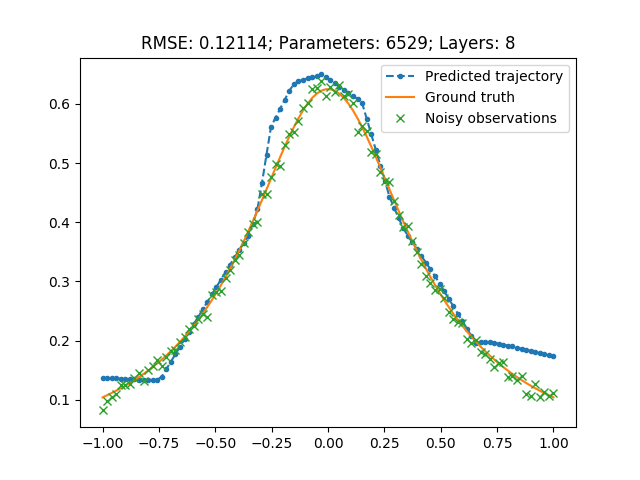 RMSE: 0.12114; Parameters: 6529; Layers: 8
Predicted trajectory
Ground truth
Noisy observations
0.6
0.5
0.4
0.3
0.2
0.1
−1.00 −0.75 −0.50 −0.25 0.00 0.25 0.50 0.75 1.00